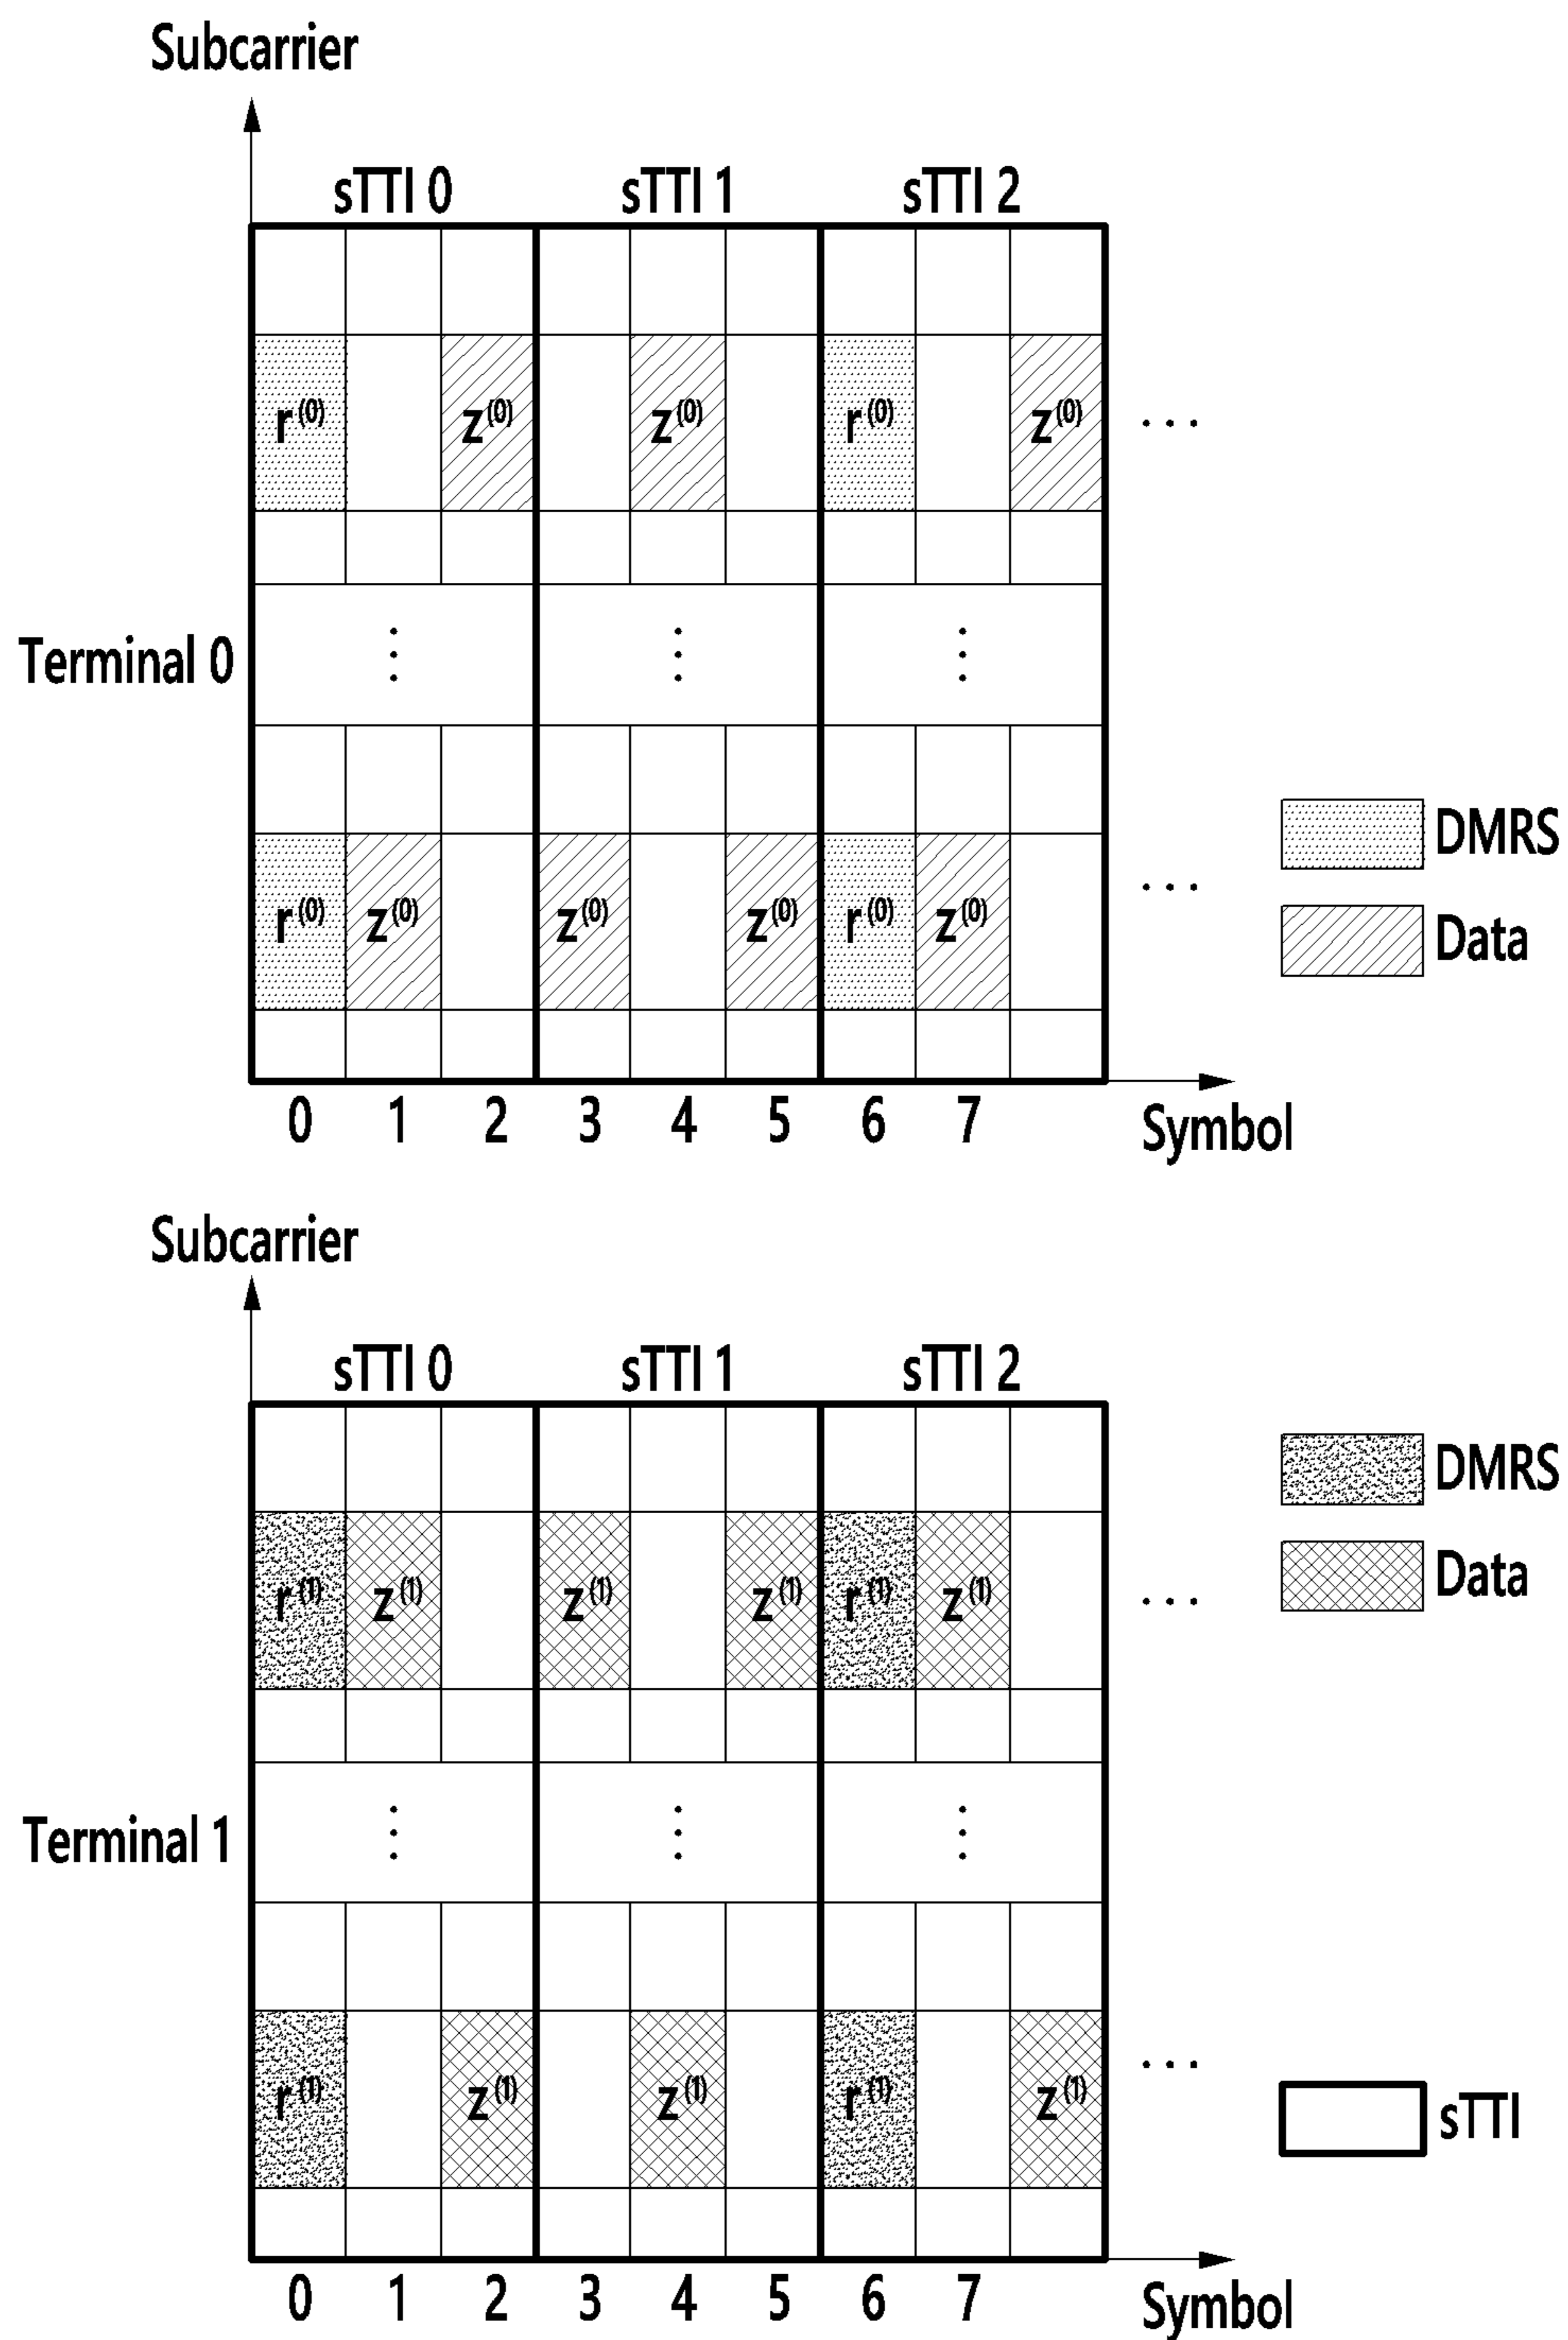 Subcarrier
sTTI 0 sTTI 1 sTTI 2
r(0) z(0) z(0) r(0) z(0) ...
Terminal 0
DMRS
r(0) z(0) z(0) z(0) r(0) z(0) ...
Data
0 1 2 3 4 5 6 7
Symbol
Subcarrier
sTTI 0 sTTI 1 sTTI 2
DMRS
Data
r(1) z(1) z(1) z(1) r(1) z(1) ...
Terminal 1
r(1) z(1) z(1) r(1) z(1) ...
sTTI
0 1 2 3 4 5 6 7
Symbol